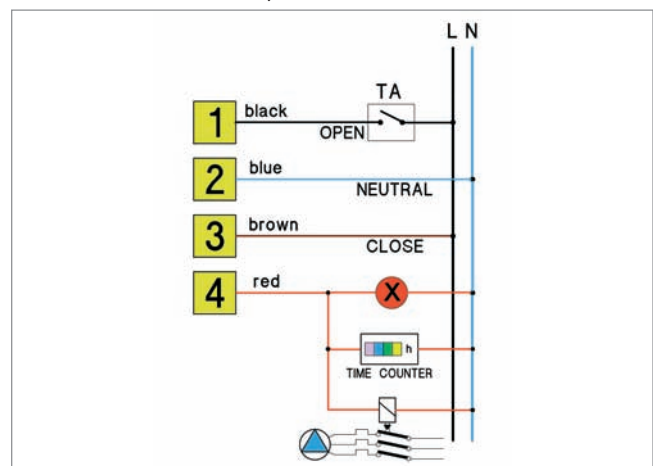 L N
TA
1 black
OPEN
2 blue
NEUTRAL
3 brown
CLOSE
4 red
X
h
TIME COUNTER